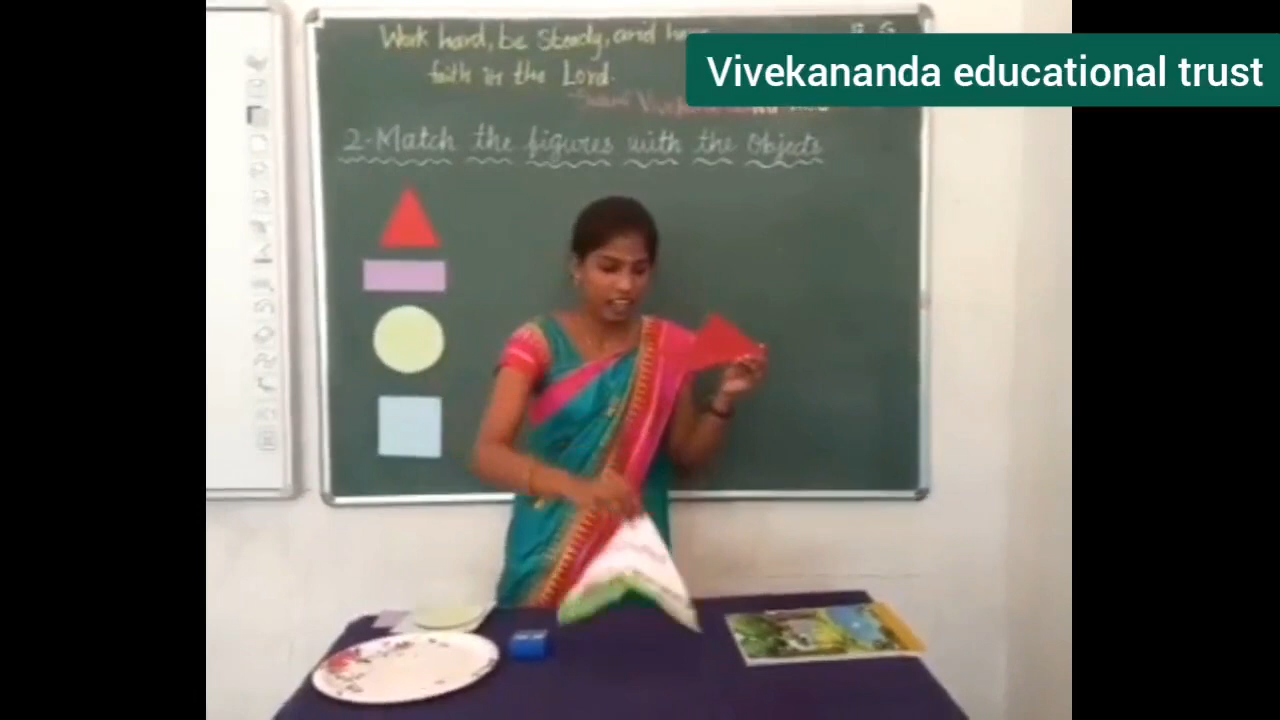 Work hard, be Steady, and
faith in the Lord.
Vivekananda educational trust
2-Match the figures with the Objects